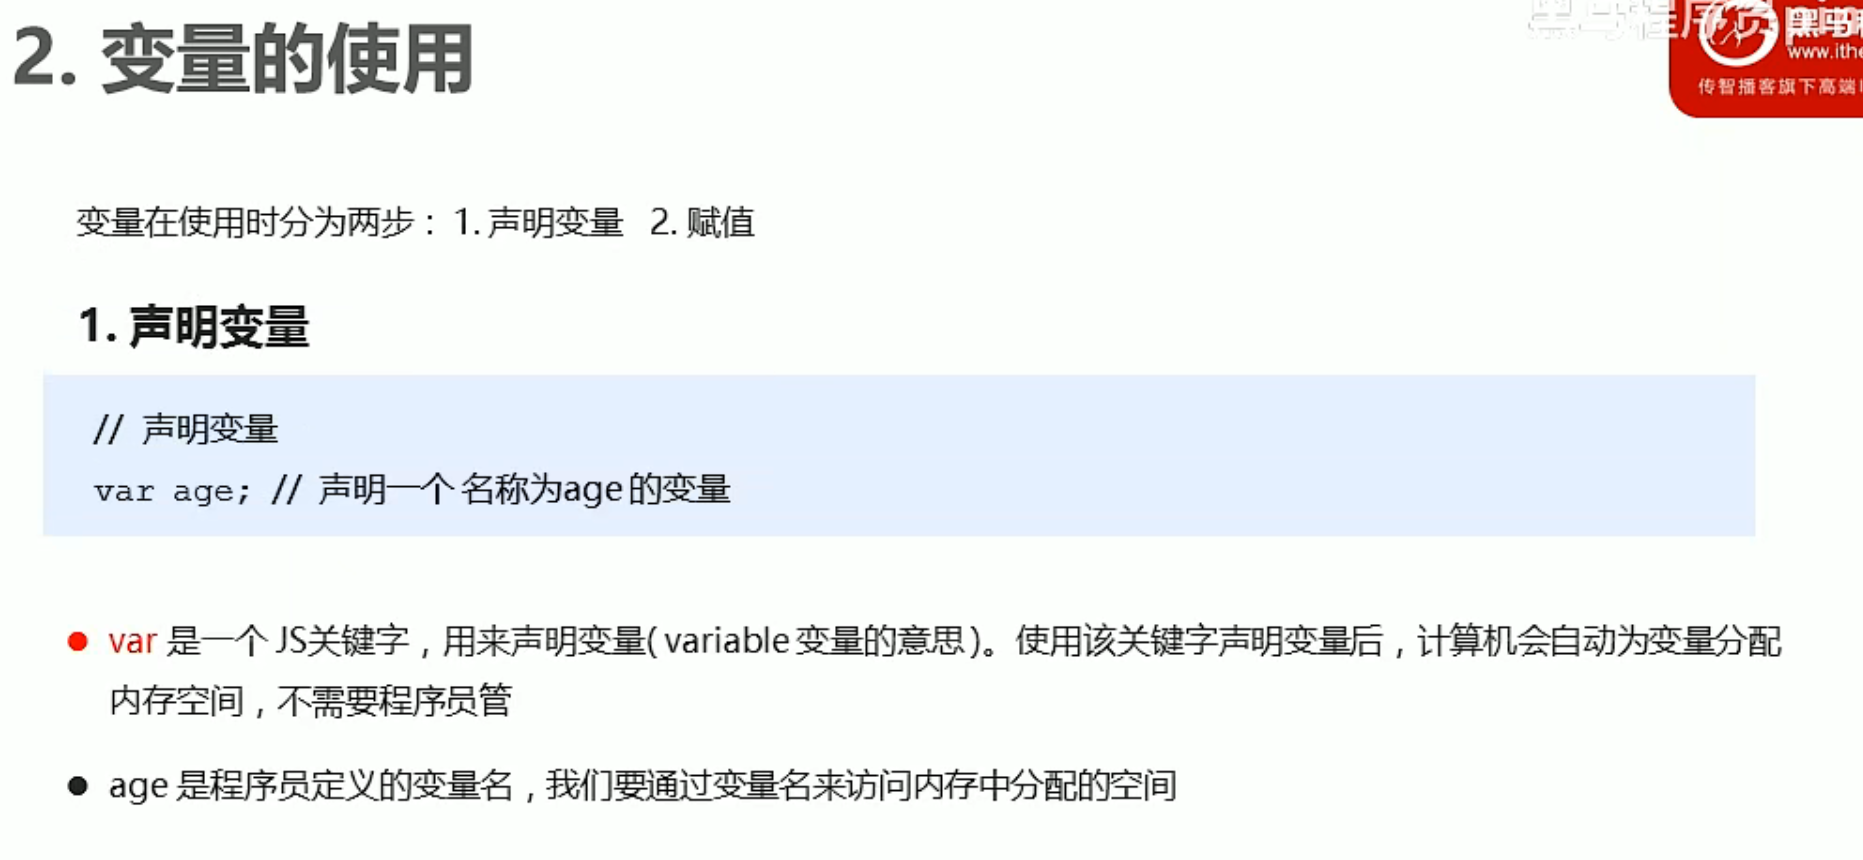 2. 变量的使用
黑马程序员
www.ithe
传智播客旗下高端
变量在使用时分为两步：1. 声明变量 2. 赋值
1. 声明变量
// 声明变量
var age; // 声明一个 名称为age 的变量
var 是一个 JS关键字，用来声明变量( variable 变量的意思 )。使用该关键字声明变量后，计算机会自动为变量分配
内存空间，不需要程序员管
age 是程序员定义的变量名，我们要通过变量名来访问内存中分配的空间